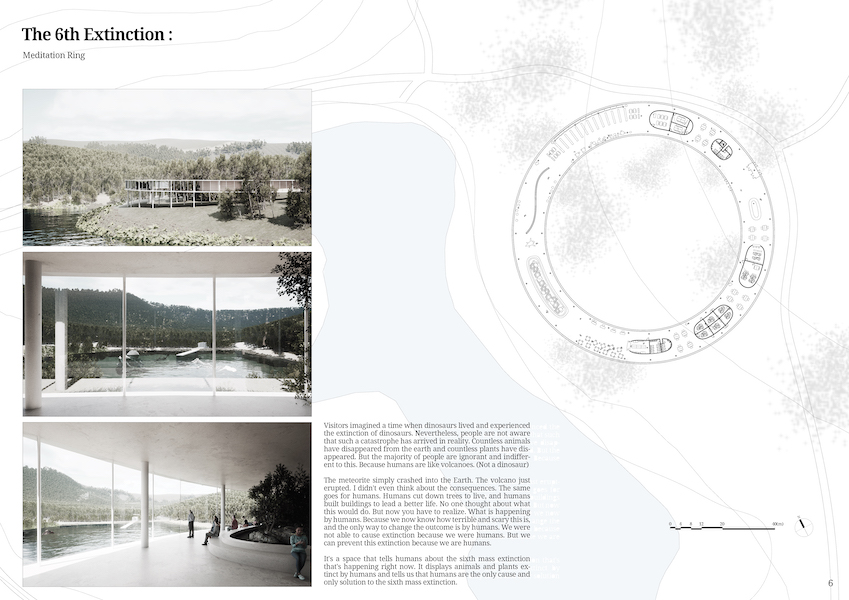 The 6th Extinction :
Meditation Ring
Visitors imagined a time when dinosaurs lived and experienced
the extinction of dinosaurs. Nevertheless, people are not aware
that such a catastrophe has arrived in reality. Countless animals
have disappeared from the earth and countless plants have dis-
appeared. But the majority of people are ignorant and indiffer-
ent to this. Because humans are like volcanoes. (Not a dinosaur)
The meteorite simply crashed into the Earth. The volcano just
erupted. I didn't even think about the consequences. The same
goes for humans. Humans cut down trees to live, and humans
built buildings to lead a better life. No one thought about what
this would do. But now you have to realize. What is happening
by humans. Because we now know how terrible and scary this is,
and the only way to change the outcome is by humans. We were
not able to cause extinction because we were humans. But we
can prevent this extinction because we are humans.
It's a space that tells humans about the sixth mass extinction
that's happening right now. It displays animals and plants ex-
tinct by humans and tells us that humans are the only cause and
only solution to the sixth mass extinction.
6